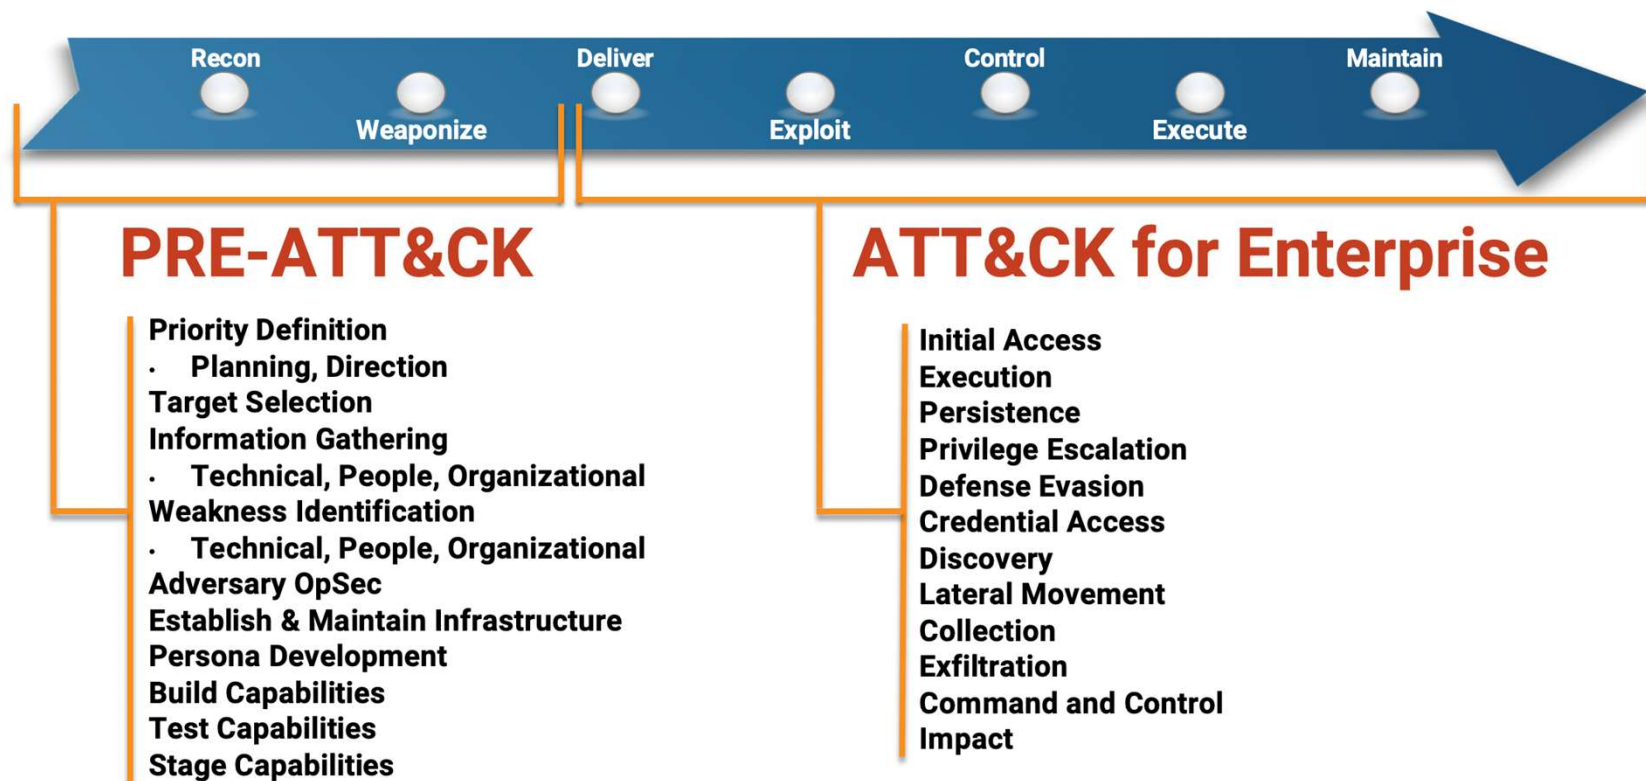 Recon
Deliver
Control
Maintain
Weaponize
Exploit
Execute
PRE-ATT&CK
Priority Definition
· Planning, Direction
Target Selection
Information Gathering
· Technical, People, Organizational
Weakness Identification
· Technical, People, Organizational
Adversary OpSec
Establish & Maintain Infrastructure
Persona Development
Build Capabilities
Test Capabilities
Stage Capabilities
ATT&CK for Enterprise
Initial Access
Execution
Persistence
Privilege Escalation
Defense Evasion
Credential Access
Discovery
Lateral Movement
Collection
Exfiltration
Command and Control
Impact